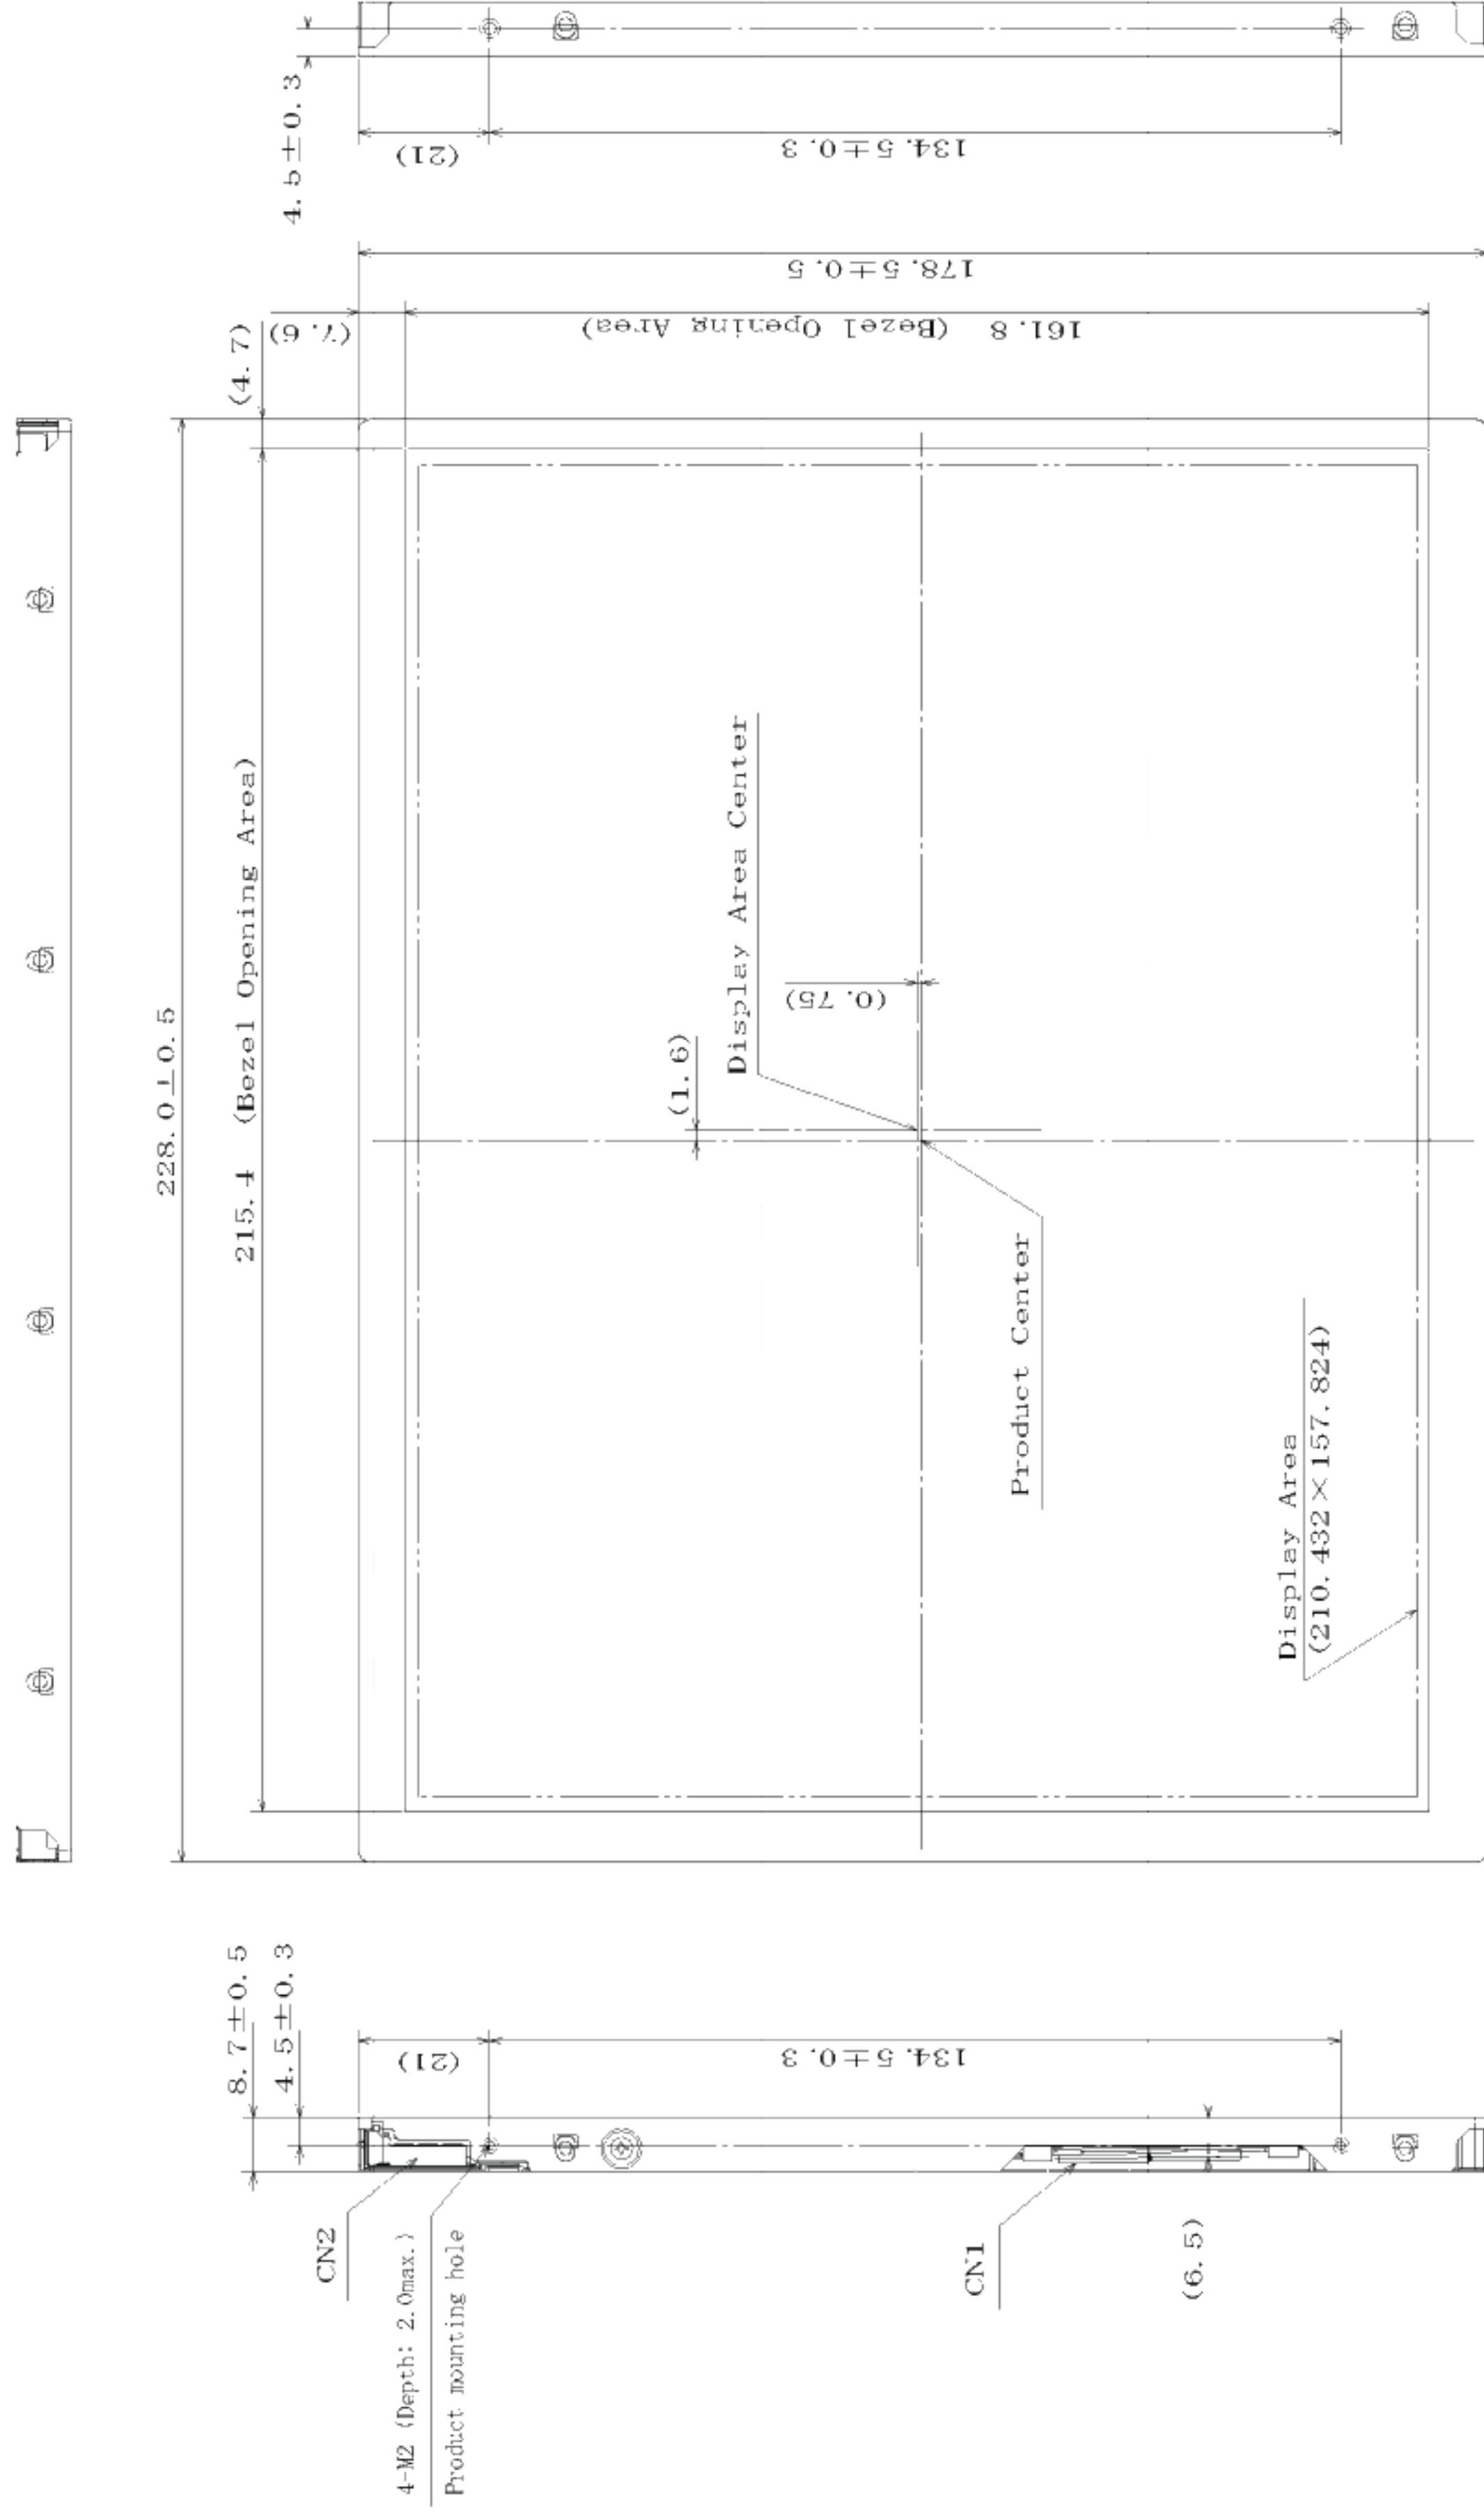 4.5±0.3
(21)
134.5±0.3
178.5±0.5
(7.6)
161.8 (Bezel Opening Area)
(4.7)
228.0±0.5
215.4 (Bezel Opening Area)
Display Area Center
(0.75)
(1.6)
Product Center
Display Area
(210.432×157.824)
8.7±0.5
4.5±0.3
(21)
134.5±0.3
CN2
4-M2 (Depth: 2.0max.)
Product mounting hole
CN1
(6.5)